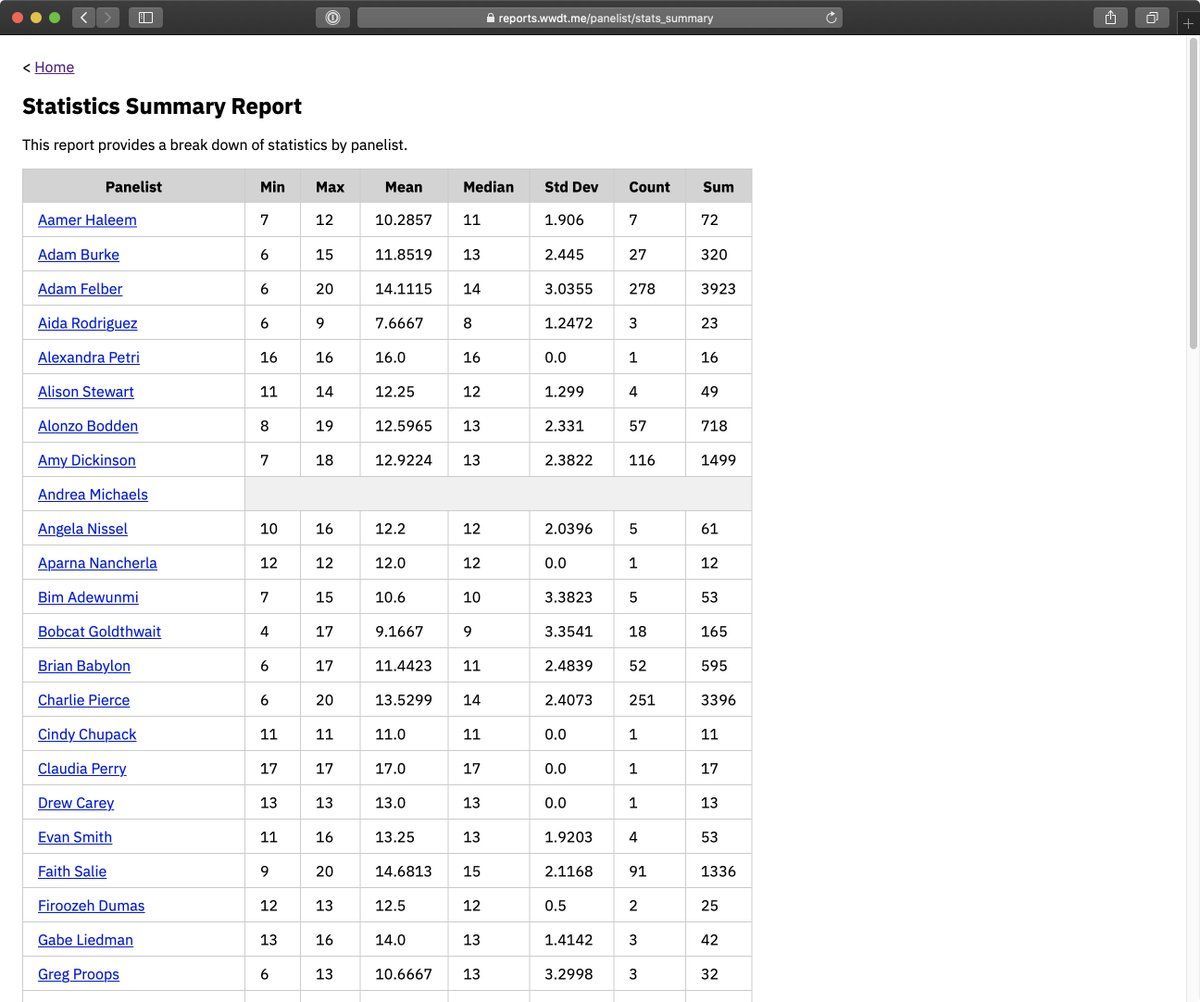 reports.wwdt.me/panelist/stats_summary
< Home
Statistics Summary Report
This report provides a break down of statistics by panelist.
Panelist Min Max Mean Median Std Dev Count Sum
Aamer Haleem 7 12 10.2857 11 1.906 7 72
Adam Burke 6 15 11.8519 13 2.445 27 320
Adam Felber 6 20 14.1115 14 3.0355 278 3923
Aida Rodriguez 6 9 7.6667 8 1.2472 3 23
Alexandra Petri 16 16 16.0 16 0.0 1 16
Alison Stewart 11 14 12.25 12 1.299 4 49
Alonzo Bodden 8 19 12.5965 13 2.331 57 718
Amy Dickinson 7 18 12.9224 13 2.3822 116 1499
Andrea Michaels
Angela Nissel 10 16 12.2 12 2.0396 5 61
Aparna Nancherla 12 12 12.0 12 0.0 1 12
Bim Adewunmi 7 15 10.6 10 3.3823 5 53
Bobcat Goldthwait 4 17 9.1667 9 3.3541 18 165
Brian Babylon 6 17 11.4423 11 2.4839 52 595
Charlie Pierce 6 20 13.5299 14 2.4073 251 3396
Cindy Chupack 11 11 11.0 11 0.0 1 11
Claudia Perry 17 17 17.0 17 0.0 1 17
Drew Carey 13 13 13.0 13 0.0 1 13
Evan Smith 11 16 13.25 13 1.9203 4 53
Faith Salie 9 20 14.6813 15 2.1168 91 1336
Firoozeh Dumas 12 13 12.5 12 0.5 2 25
Gabe Liedman 13 16 14.0 13 1.4142 3 42
Greg Proops 6 13 10.6667 13 3.2998 3 32